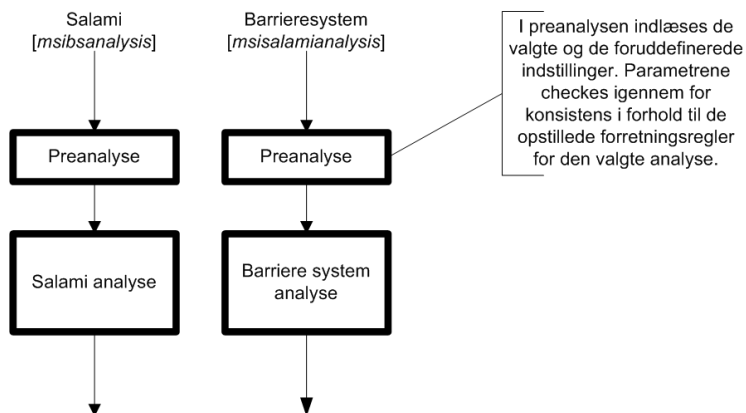 Salami
[msibsanalysis]
Barrieresystem
[msisalamianalysis]
I preanalysen indlæses de
valgte og de foruddefinerede
indstillinger. Parametrene
checkes igennem for
konsistens i forhold til de
opstillede forretningsregler
for den valgte analyse.
Preanalyse
Preanalyse
Salami analyse
Barriere system
analyse